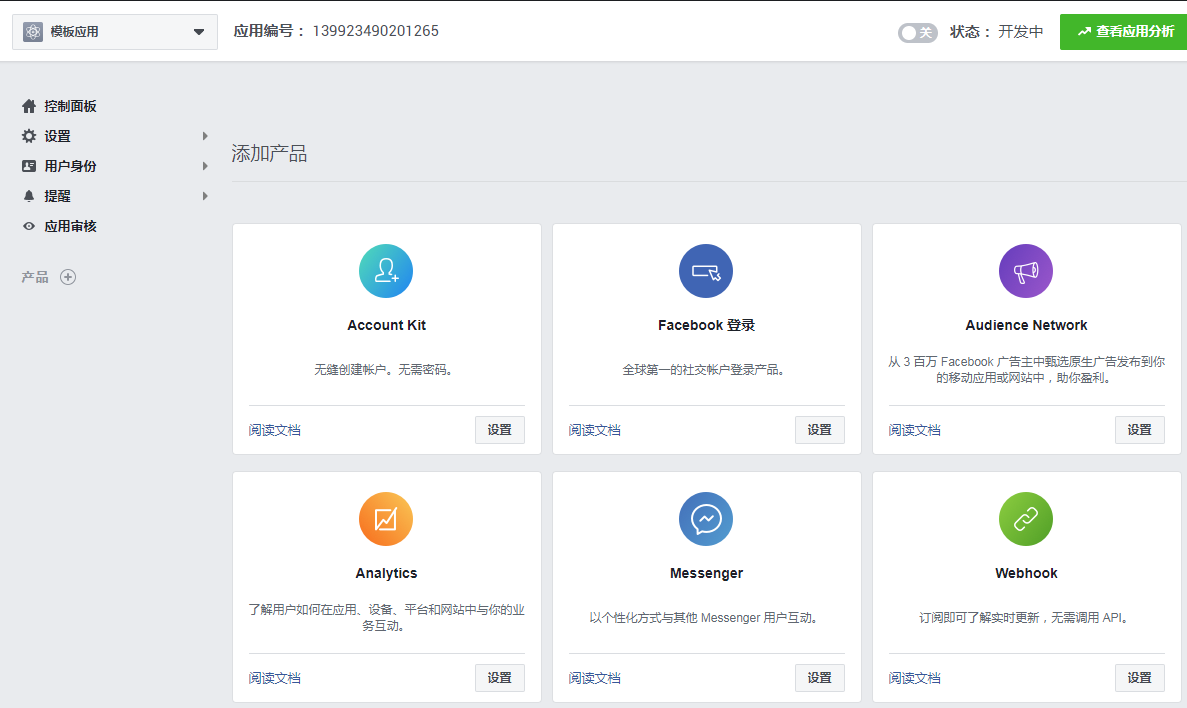 模板应用
应用编号： 139923490201265
关
状态： 开发中
查看应用分析
控制面板
设置
用户身份
提醒
应用审核
产品
添加产品
Account Kit
无缝创建帐户。无需密码。
阅读文档
设置
Facebook 登录
全球第一的社交帐户登录产品。
阅读文档
设置
Audience Network
从 3 百万 Facebook 广告主中甄选原生广告发布到你
的移动应用或网站中，助你盈利。
阅读文档
设置
Analytics
了解用户如何在应用、设备、平台和网站中与你的业
务互动。
阅读文档
设置
Messenger
以个性化方式与其他 Messenger 用户互动。
阅读文档
设置
Webhook
订阅即可了解实时更新，无需调用 API。
阅读文档
设置